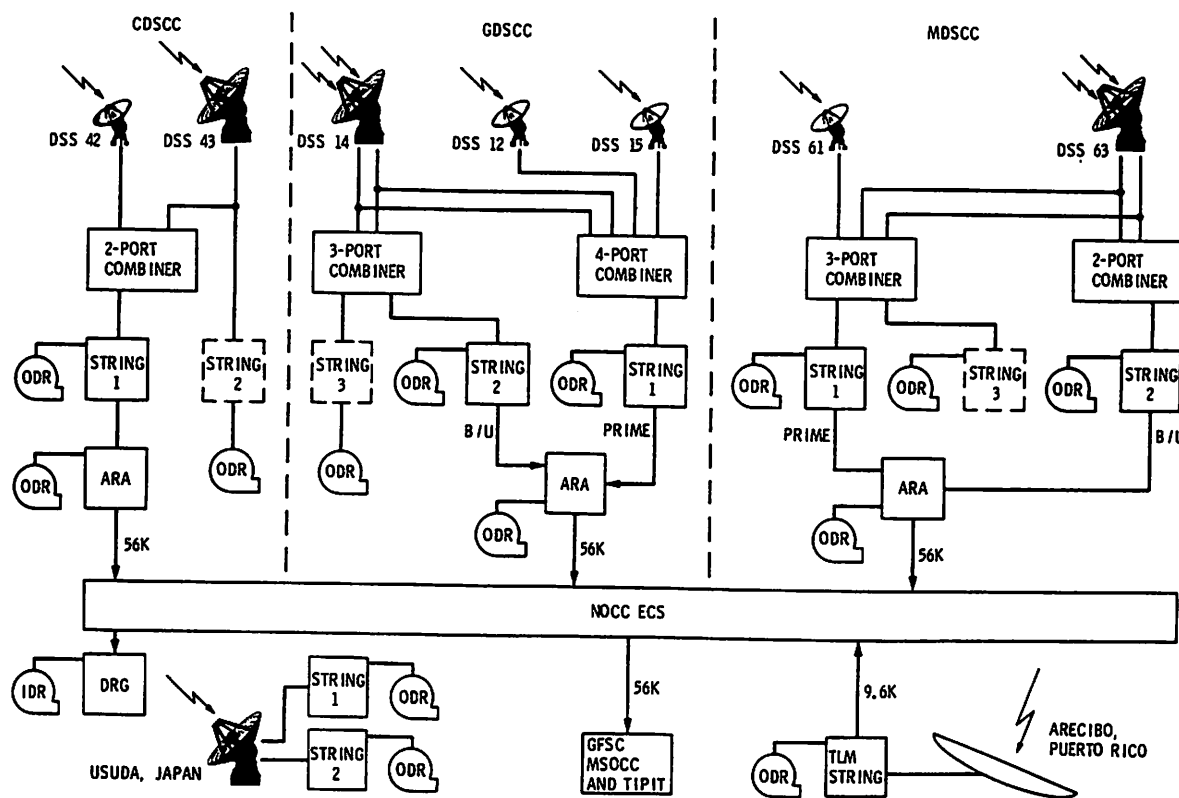 CDSCC
GDSCC
MDSCC
DSS 42
DSS 43
DSS 14
DSS 12
DSS 15
DSS 61
DSS 63
2-PORT
COMBINER
3-PORT
COMBINER
4-PORT
COMBINER
3-PORT
COMBINER
2-PORT
COMBINER
ODR
STRING
1
STRING
2
STRING
3
ODR
STRING
2
ODR
STRING
1
ODR
STRING
1
ODR
STRING
3
ODR
STRING
2
B/U
PRIME
PRIME
B/U
ODR
ARA
ODR
ODR
ARA
ODR
ARA
ODR
56K
56K
56K
NOCC ECS
IDR
DRG
STRING
1
ODR
STRING
2
ODR
USUDA, JAPAN
56K
GFSC
MSOCC
AND TIPIT
9.6K
ODR
TLM
STRING
ARECIBO,
PUERTO RICO